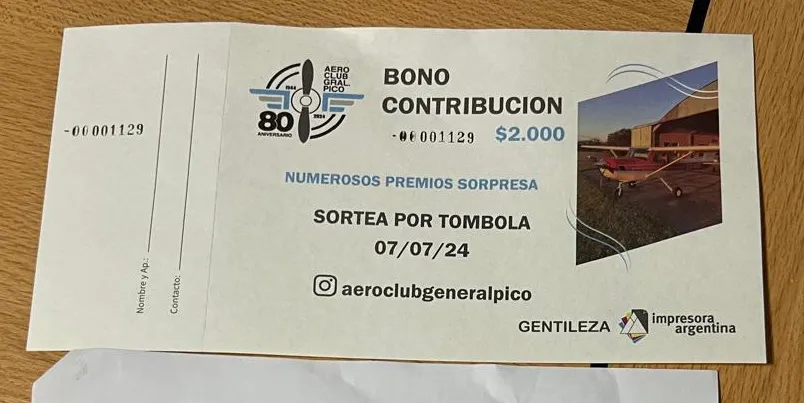 -00001129
Nombre y Ap.:
Contacto:
AERO
CLUB
GRAL.
PICO
1944
80
2024
ANIVERSARIO
BONO
CONTRIBUCION
-00001129 $2.000
NUMEROSOS PREMIOS SORPRESA
SORTEA POR TOMBOLA
07/07/24
aeroclubgeneralpico
GENTILEZA impresora
argentina